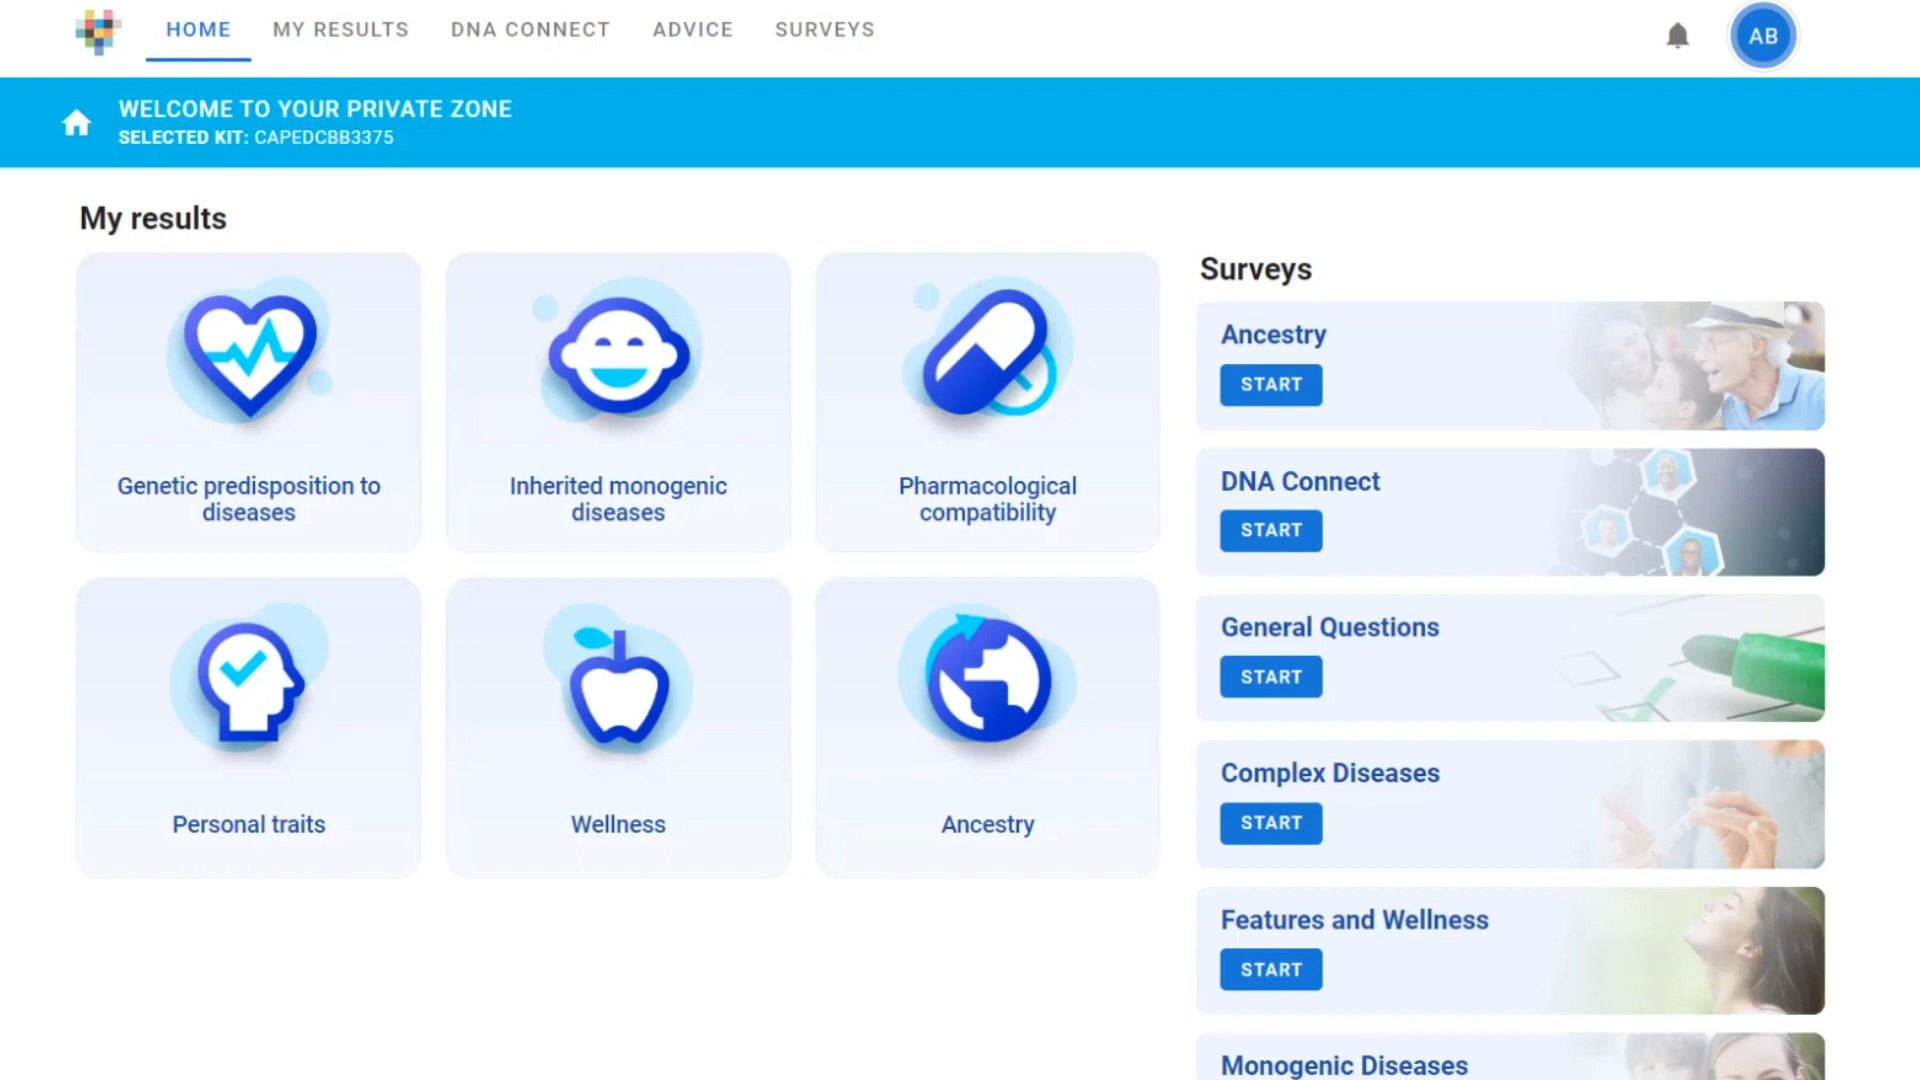 HOME MY RESULTS DNA CONNECT ADVICE SURVEYS AB
WELCOME TO YOUR PRIVATE ZONE
SELECTED KIT: CAPEDCBB3375
My results
Genetic predisposition to
diseases
Inherited monogenic
diseases
Pharmacological
compatibility
Personal traits
Wellness
Ancestry
Surveys
Ancestry
START
DNA Connect
START
General Questions
START
Complex Diseases
START
Features and Wellness
START
Monogenic Diseases